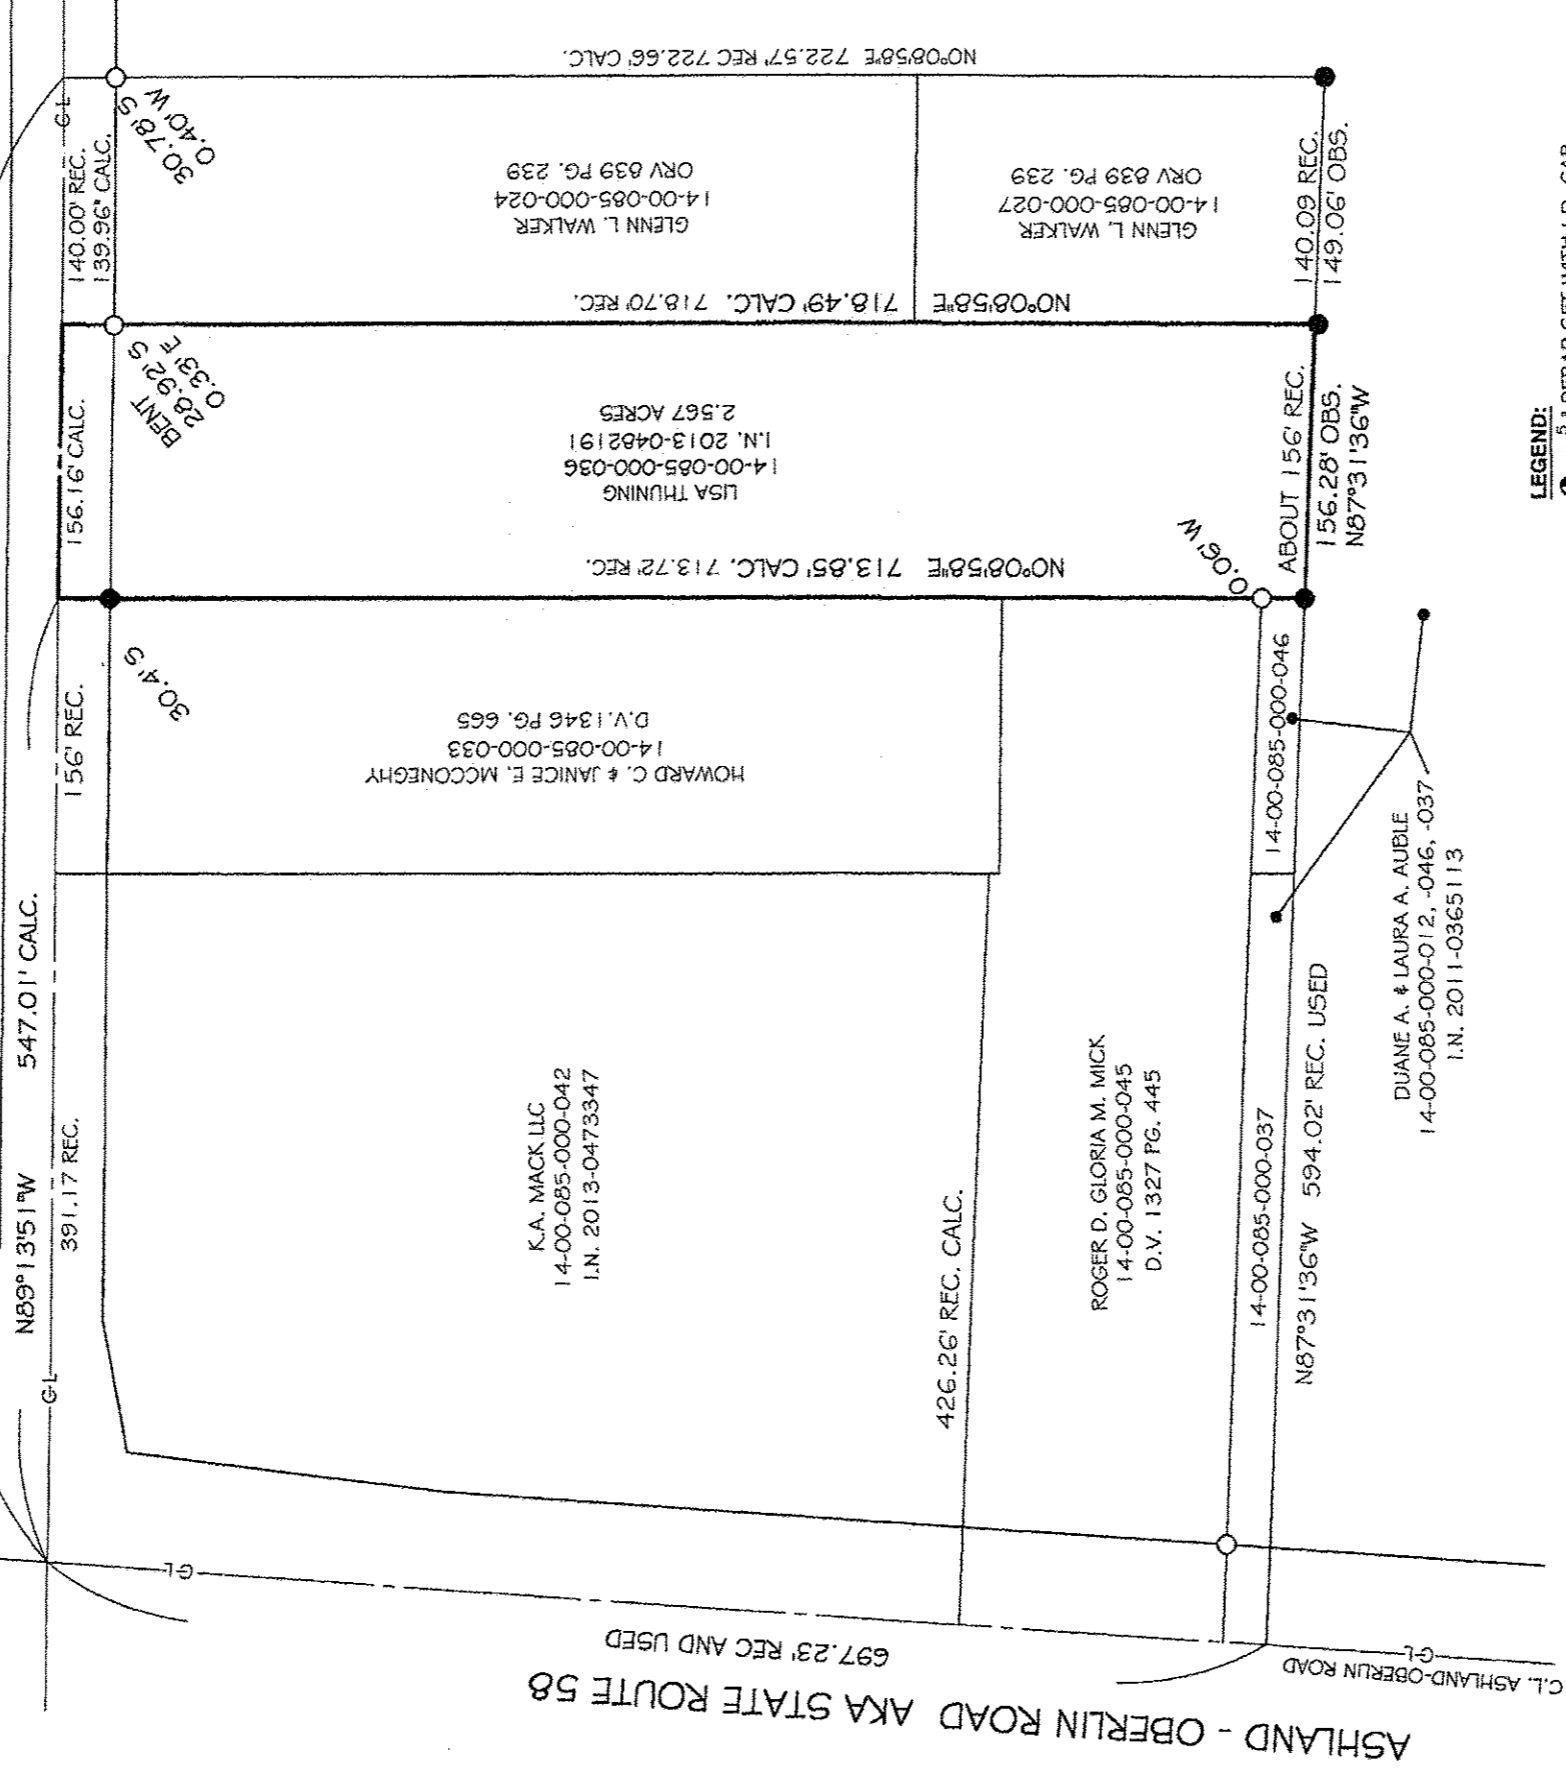 N89°13'51"W 547.01' CALC.
GL
391.17 REC.
156' REC.
156.16' CALC.
140.00' REC.
139.96" CALC.
GL
30.4'S
BENT
28.92'S
0.33'E
30.78'S
0.40'W
N0°08'58"E 722.57' REC 722.66' CALC.
GLENN L. WALKER
14-00-085-000-024
ORV 839 PG. 239
GLENN L. WALKER
14-00-085-000-027
ORV 839 PG. 239
N0°08'58"E 718.49' CALC. 718.70' REC.
140.09 REC.
149.06' OBS.
LISA THUNING
14-00-085-000-036
I.N. 2013-0482191
2.567 ACRES
N0°08'58"E 713.85' CALC. 713.72' REC.
0.06' W
ABOUT 156' REC.
156.28' OBS.
N87°31'36"W
HOWARD C. & JANICE E. MCCONEGHY
14-00-085-000-033
D.V. 1346 PG. 665
K.A. MACK LLC
14-00-085-000-042
I.N. 2013-0473347
426.26' REC. CALC.
ROGER D. GLORIA M. MICK
14-00-085-000-045
D.V. 1327 PG. 445
14-00-085-000-046
14-00-085-000-037
N87°31'36"W 594.02' REC. USED
DUANE A. & LAURA A. AUBLE
14-00-085-000-012, -046, -037
I.N. 2011-0365113
LEGEND:
GL
697.23' REC AND USED
GL
C.L. ASHLAND-OBERLIN ROAD
ASHLAND - OBERLIN ROAD AKA STATE ROUTE 58